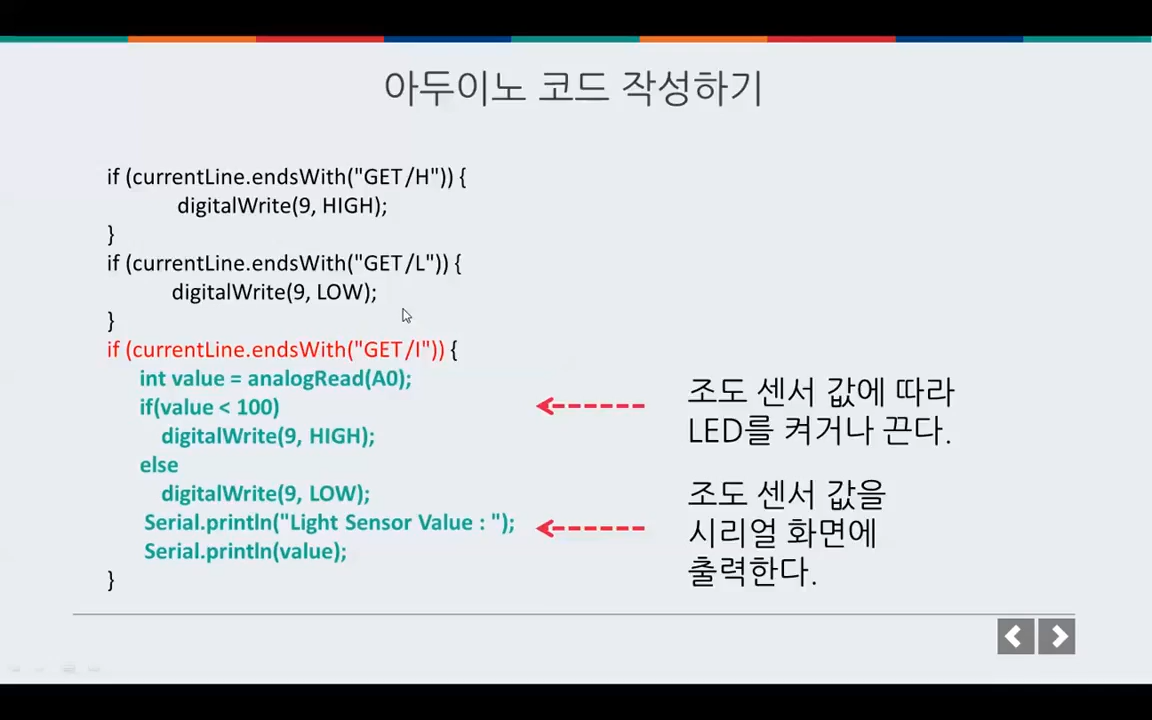 아두이노 코드 작성하기
if (currentLine.endsWith("GET /H")) {
digitalWrite(9, HIGH);
}
if (currentLine.endsWith("GET /L")) {
digitalWrite(9, LOW);
}
if (currentLine.endsWith("GET /I")) {
int value = analogRead(A0);
if(value < 100)
digitalWrite(9, HIGH);
else
digitalWrite(9, LOW);
Serial.println("Light Sensor Value : ");
Serial.println(value);
}
조도 센서 값에 따라
LED를 켜거나 끈다.
조도 센서 값을
시리얼 화면에
출력한다.